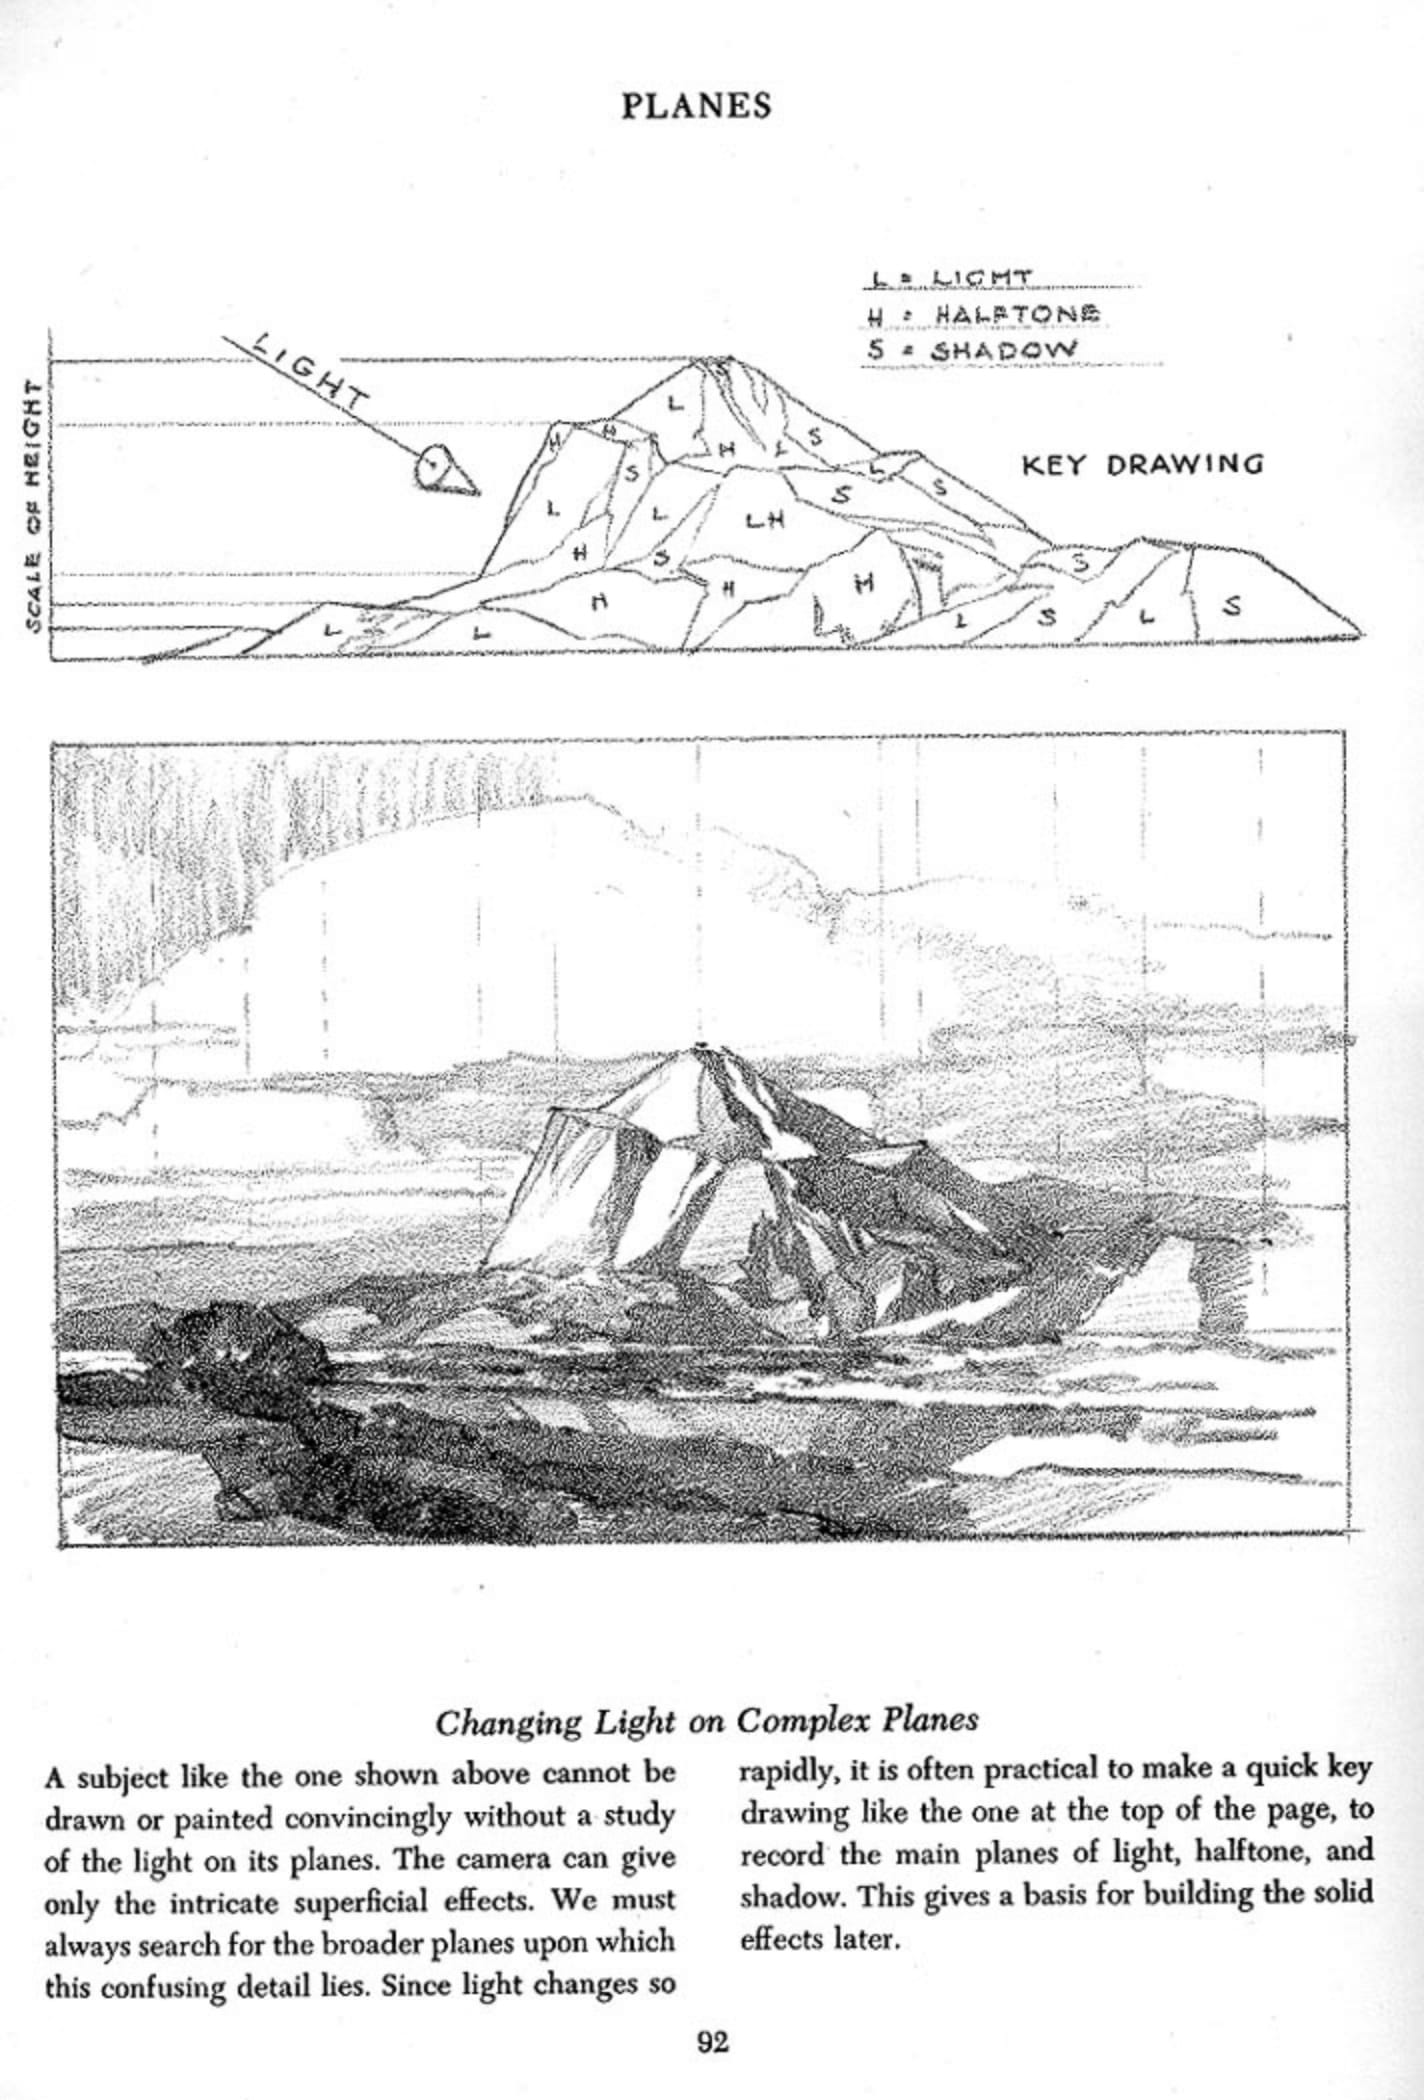 PLANES
L = LIGHT
H = HALFTONE
S = SHADOW
LIGHT
SCALE OF HEIGHT
KEY DRAWING
S
L
H
H
S
H
L
L
S
S
S
L
L
LH
H
S
S
H
H
H
L
L
L
S
L
S
Changing Light on Complex Planes
A subject like the one shown above cannot be
drawn or painted convincingly without a study
of the light on its planes. The camera can give
only the intricate superficial effects. We must
always search for the broader planes upon which
this confusing detail lies. Since light changes so
rapidly, it is often practical to make a quick key
drawing like the one at the top of the page, to
record the main planes of light, halftone, and
shadow. This gives a basis for building the solid
effects later.
92